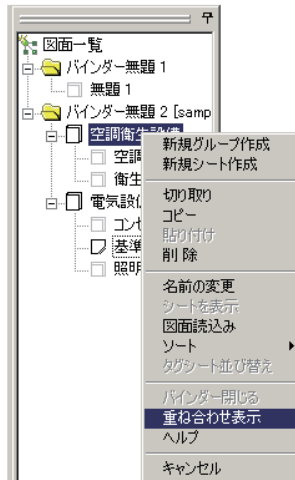 図面一覧
バインダー無題 1
無題 1
バインダー無題 2 [samp
空調衛生設備
空調
衛生
電気設備
コンセ
基準
照明
新規グループ作成
新規シート作成
切り取り
コピー
貼り付け
削 除
名前の変更
シートを表示
図面読込み
ソート
タグシート並び替え
バインダー閉じる
重ね合わせ表示
ヘルプ
キャンセル